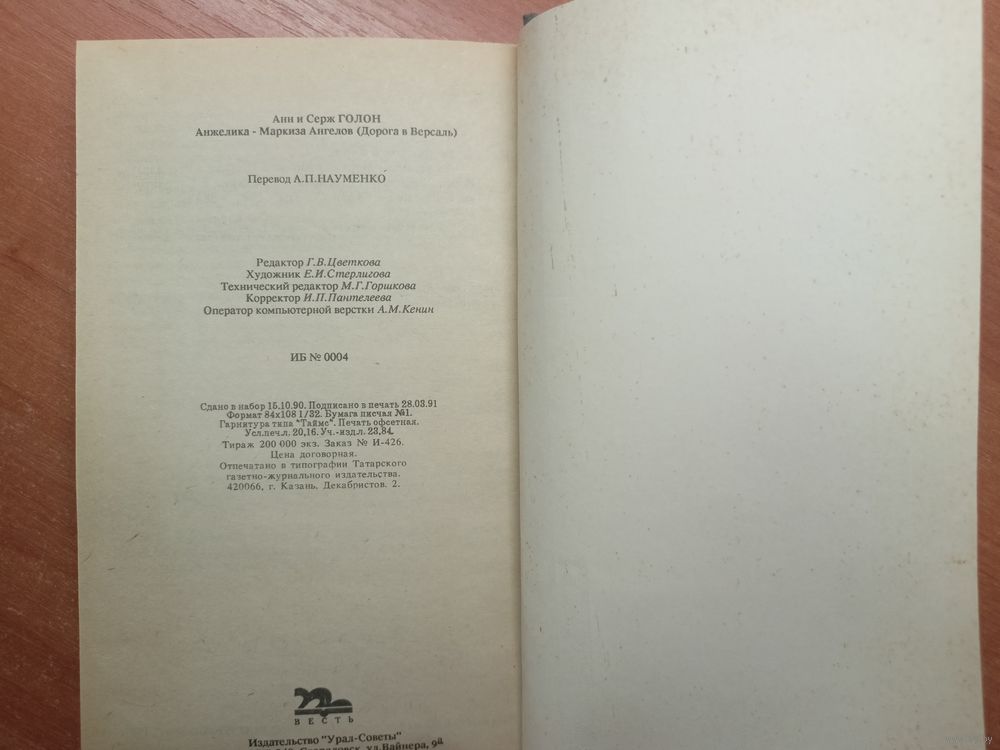 Анн и Серж ГОЛОН
Анжелика - Маркиза Ангелов (Дорога в Версаль)
Перевод А.П.НАУМЕНКО
Редактор Г.В.Цветкова
Художник Е.И.Стерлигова
Технический редактор М.Г.Горшкова
Корректор И.П.Пантелеева
Оператор компьютерной верстки А.М.Кенин
ИБ № 0004
Сдано в набор 15.10.90. Подписано в печать 28.03.91
Формат 84х108 1/32. Бумага писчая №1.
Гарнитура типа "Таймс". Печать офсетная.
Усл.печ.л. 20,16. Уч.-изд.л. 23,84.
Тираж 200 000 экз. Заказ № И-426.
Цена договорная.
Отпечатано в типографии Татарского
газетно-журнального издательства.
420066, г. Казань, Декабристов. 2.
ВЕСТЬ
Издательство "Урал-Советы"
ул.Вайнера, 9а